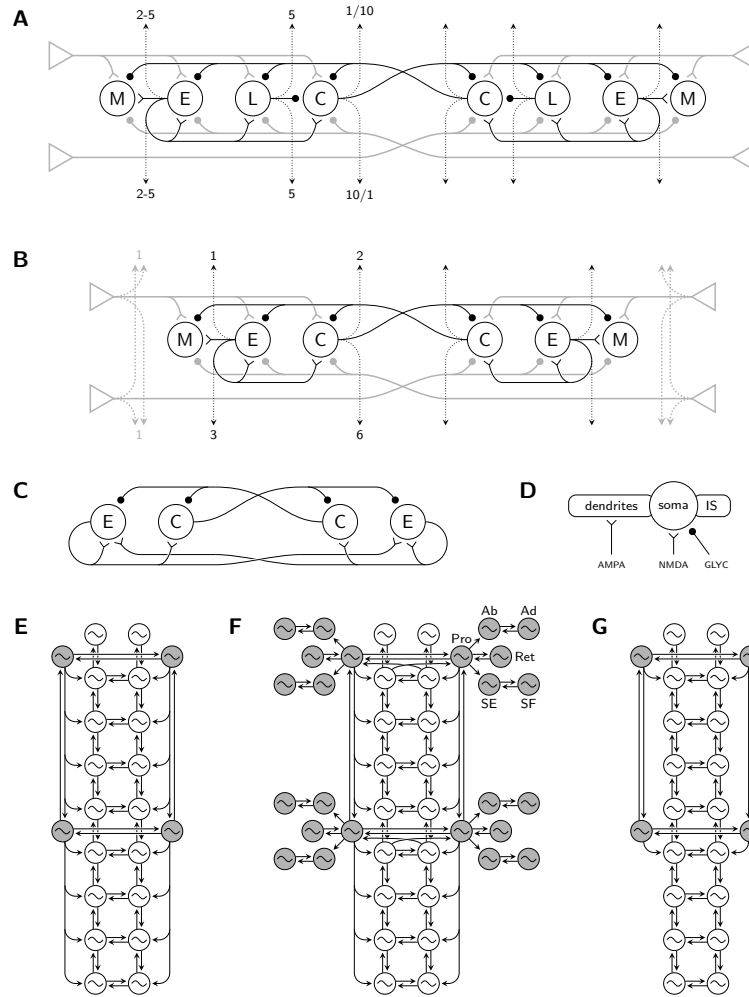 A
2-5 5 1/10
M E L C C L E M
2-5 5 10/1
B
1 1 2
M E C C E M
1 3 6
C
E C C E
D
dendrites soma IS
AMPA NMDA GLYC
E F G
Ab Ad
Pro
Ret
SE SF